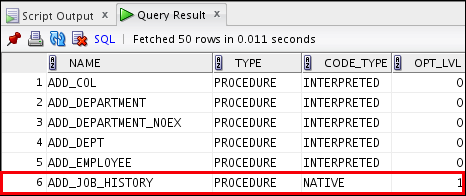 Script Output × Query Result ×
SQL | Fetched 50 rows in 0.011 seconds
NAME TYPE CODE_TYPE OPT_LVL
1 ADD_COL PROCEDURE INTERPRETED 0
2 ADD_DEPARTMENT PROCEDURE INTERPRETED 0
3 ADD_DEPARTMENT_NOEX PROCEDURE INTERPRETED 0
4 ADD_DEPT PROCEDURE INTERPRETED 0
5 ADD_EMPLOYEE PROCEDURE INTERPRETED 0
6 ADD_JOB_HISTORY PROCEDURE NATIVE 1